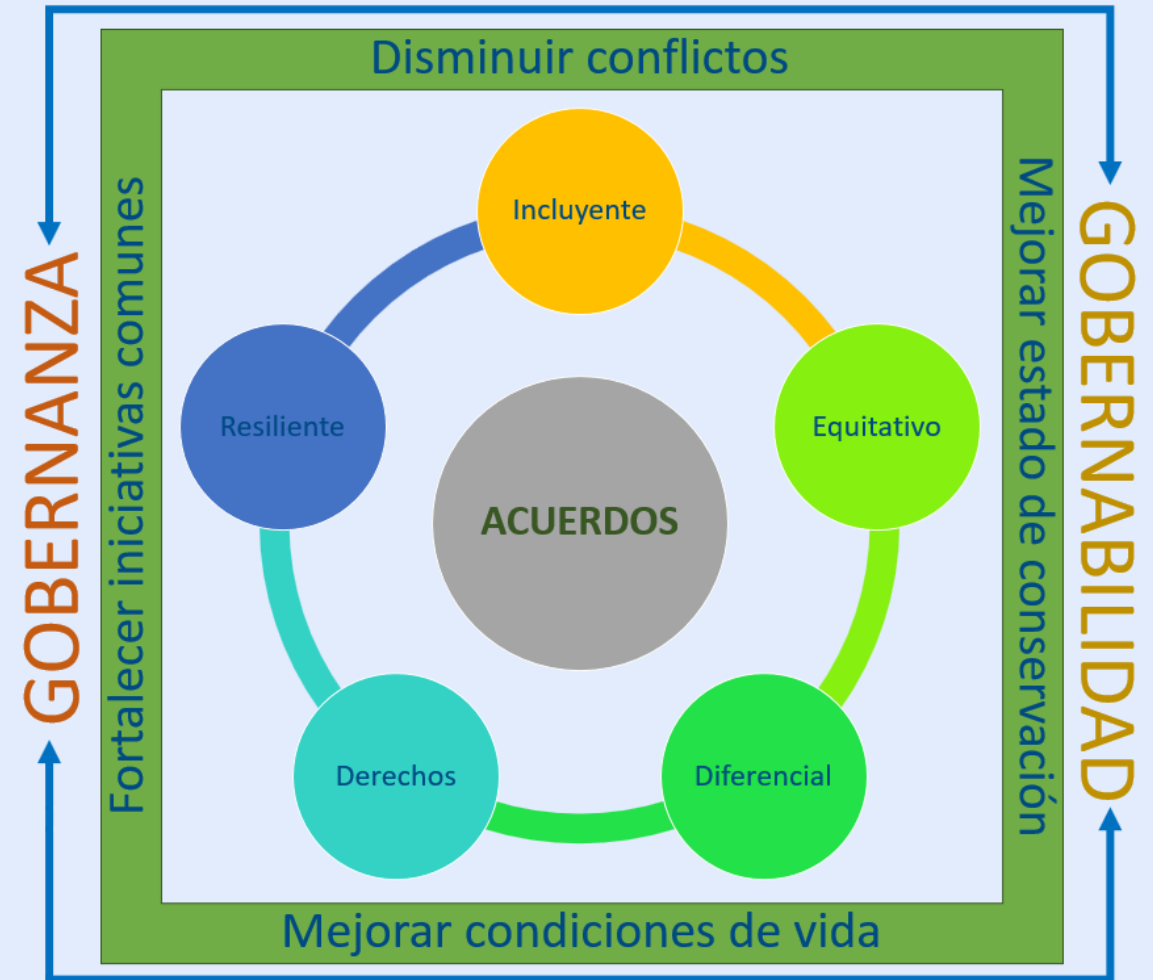 Disminuir conflictos
GOBERNANZA
Fortalecer iniciativas comunes
Incluyente
Resiliente
Equitativo
ACUERDOS
Derechos
Diferencial
Mejorar estado de conservación
GOBERNABILIDAD
Mejorar condiciones de vida